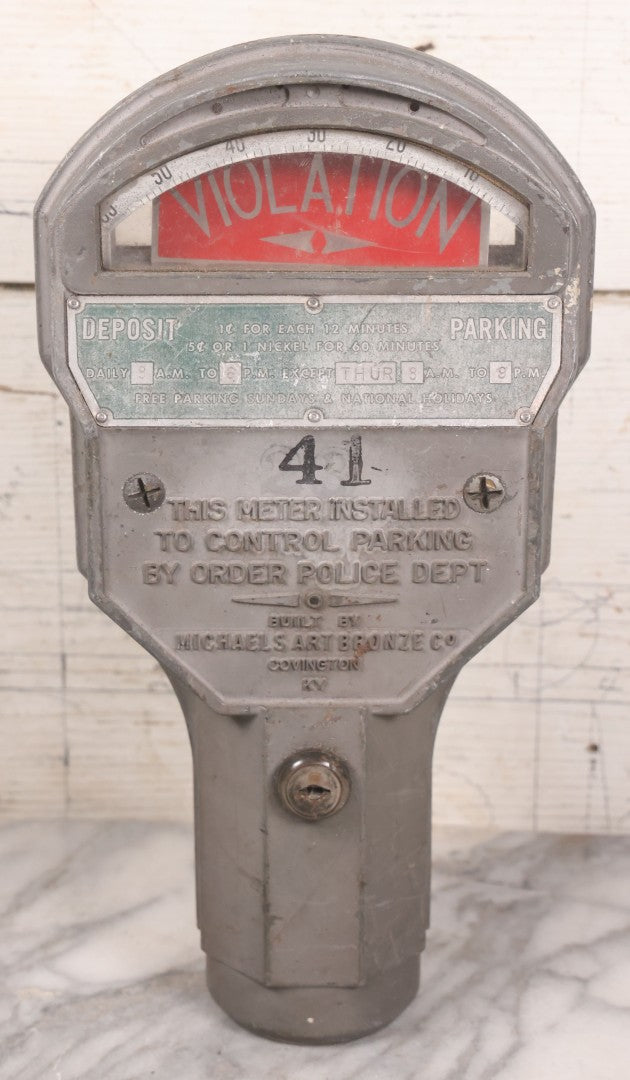 60 50 40 30 20 10
VIOLATION
DEPOSIT 1¢ FOR EACH 12 MINUTES PARKING
5¢ OR 1 NICKEL FOR 60 MINUTES
DAILY 8 A.M. TO 6 P.M. EXCEPT THUR 8 A.M. TO 9 P.M.
FREE PARKING SUNDAYS & NATIONAL HOLIDAYS
41
THIS METER INSTALLED
TO CONTROL PARKING
BY ORDER POLICE DEPT
BUILT BY
MICHAELS ART BRONZE CO
COVINGTON
KY